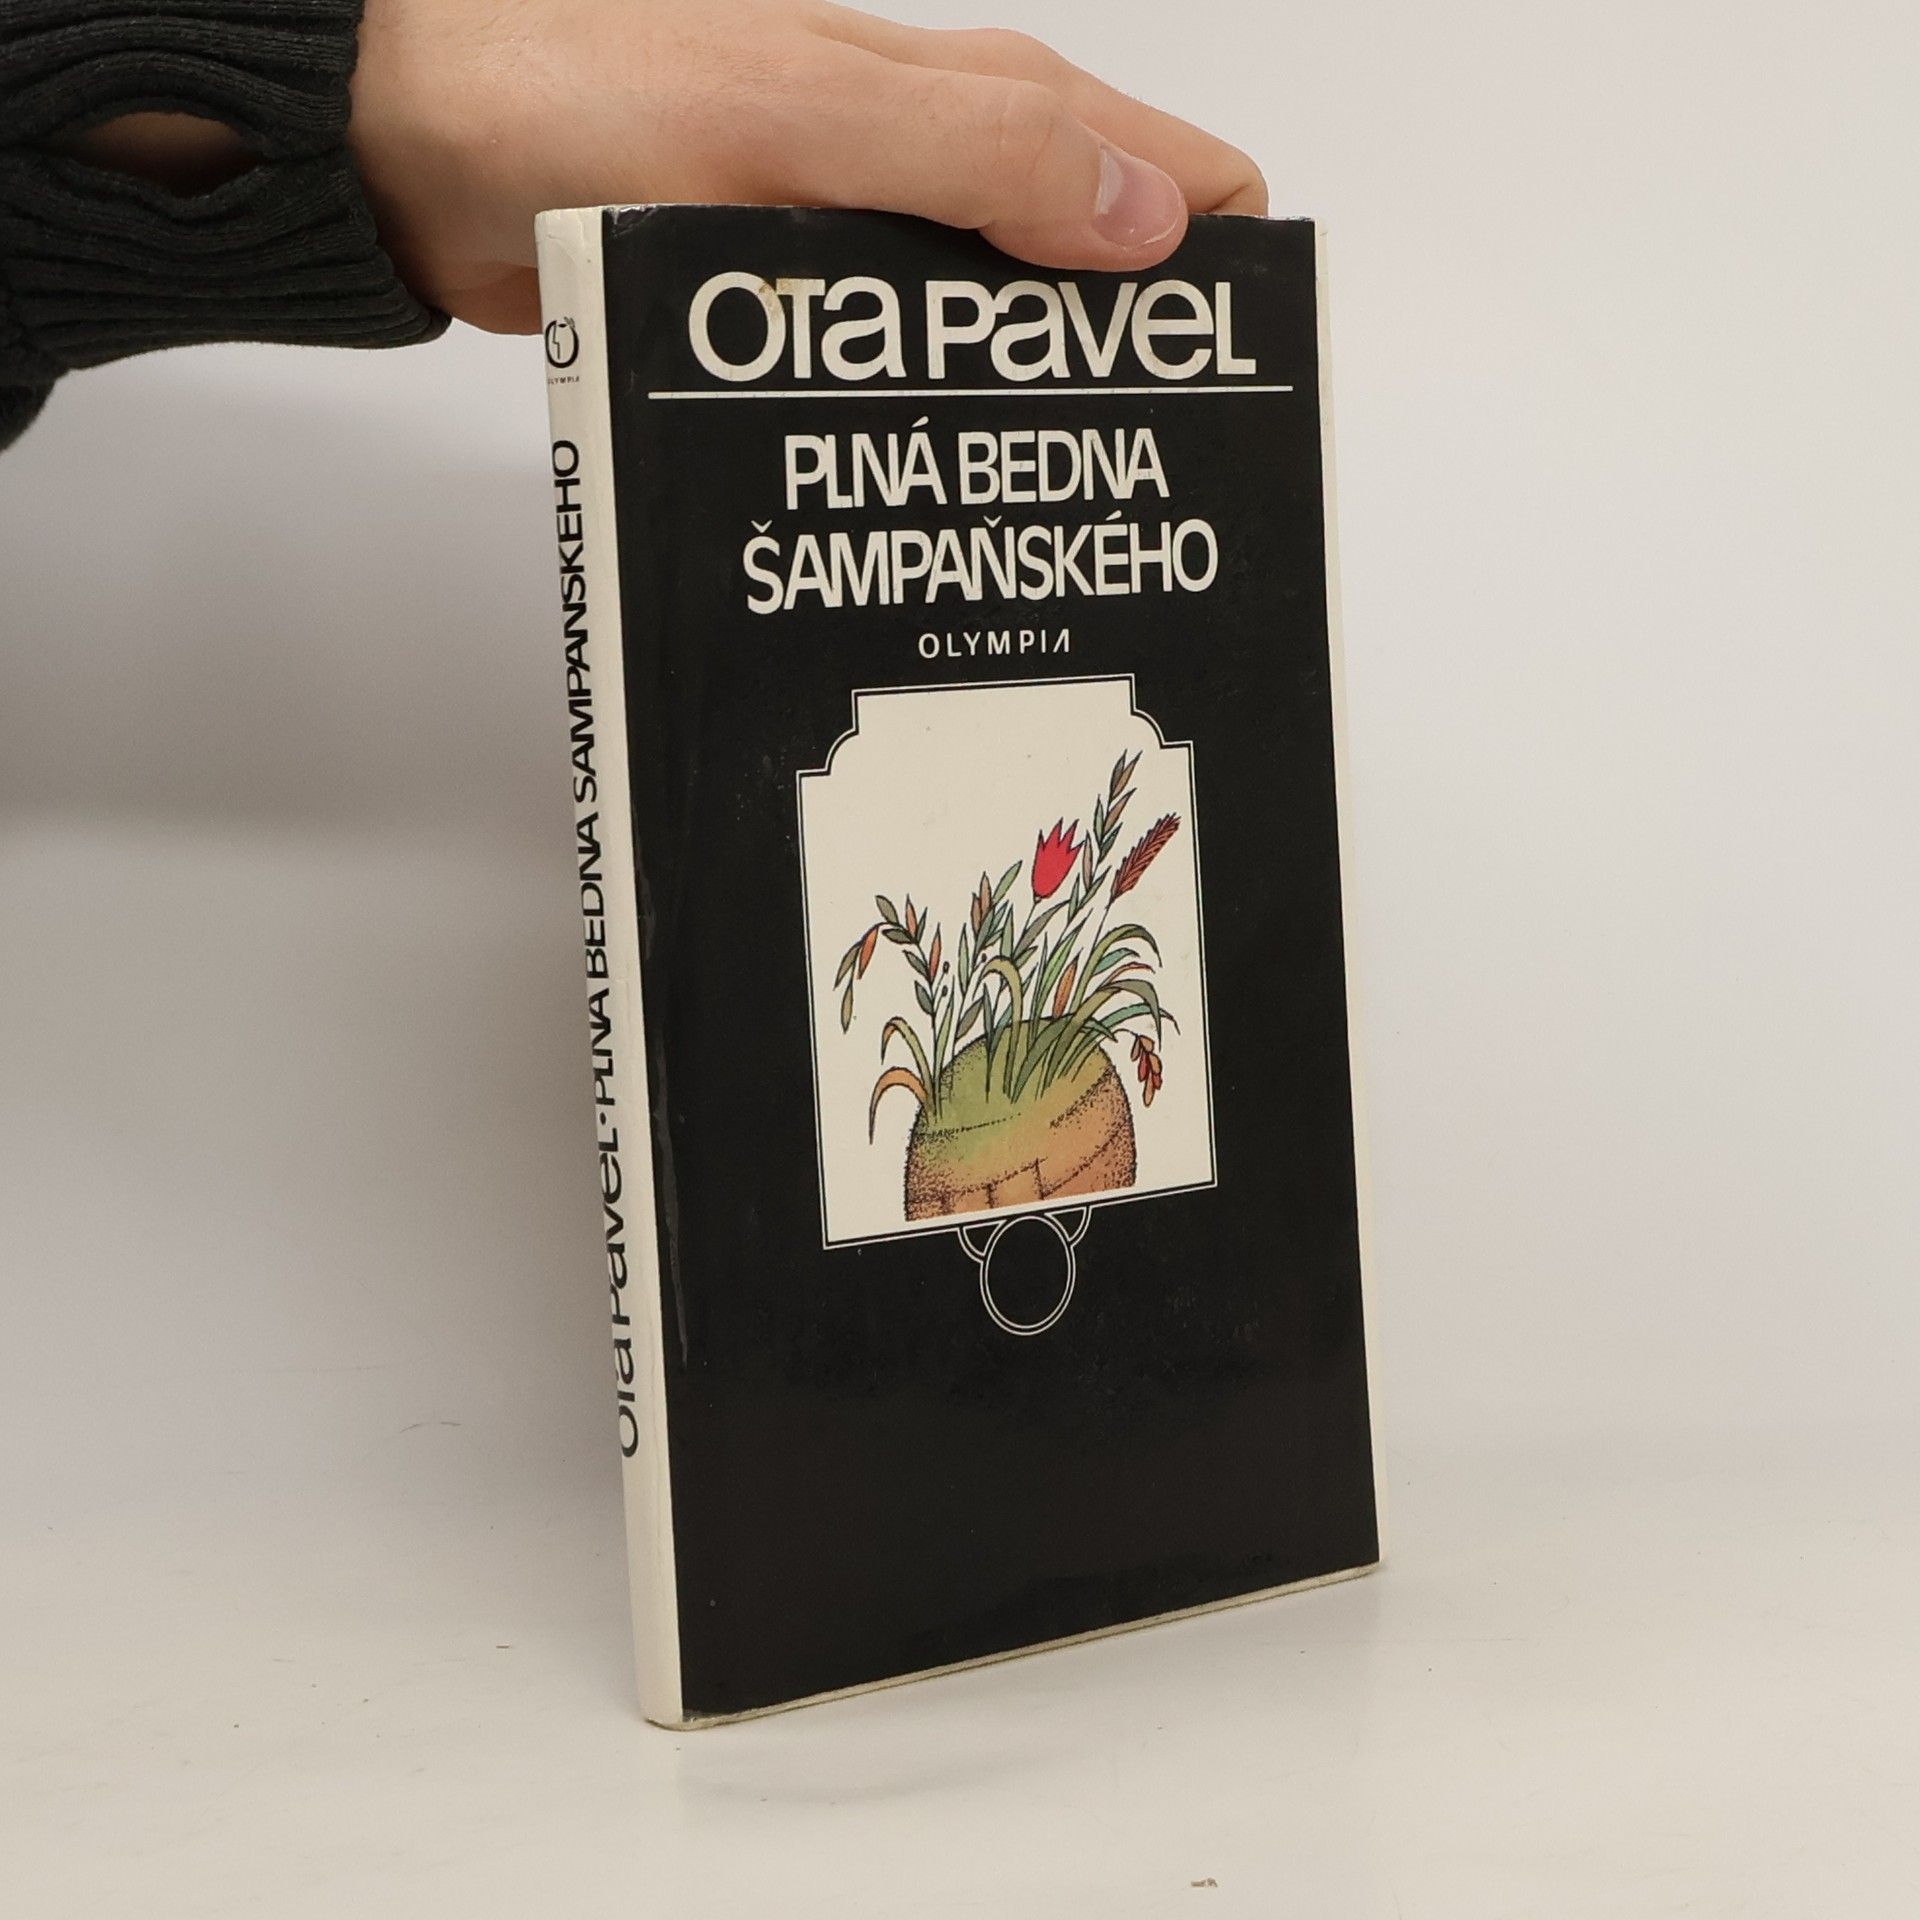 OTA PAVEL
PLNÁ BEDNA
ŠAMPAŇSKÉHO
OLYMPIA
OLYMPIA
OTA PAVEL • PLNÁ BEDNA ŠAMPAŇSKÉHO